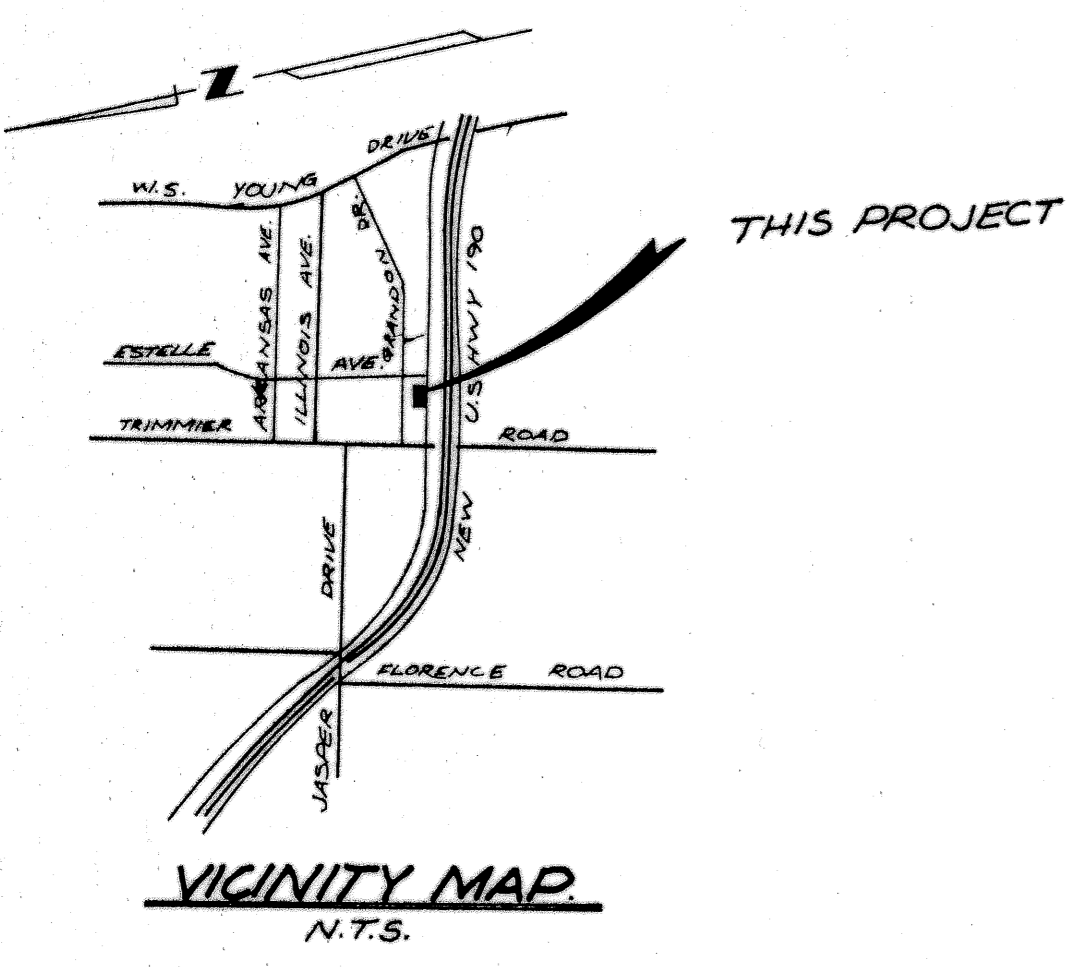 N
W.S. YOUNG DRIVE
THIS PROJECT
ARKANSAS AVE.
ILLINOIS AVE.
GRANDON DR.
U.S. HWY 190
ESTELLE AVE.
TRIMMIER ROAD
NEW
JASPER DRIVE
FLORENCE ROAD
VICINITY MAP.
N.T.S.